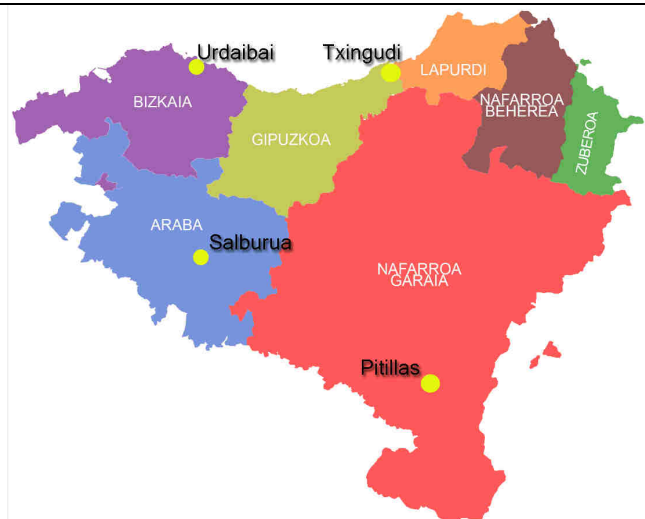 Urdaibai
Txingudi
LAPURDI
BIZKAIA
NAFARROA
BEHEREA
GIPUZKOA
ZUBEROA
ARABA
Salburua
NAFARROA
GARAIA
Pitillas